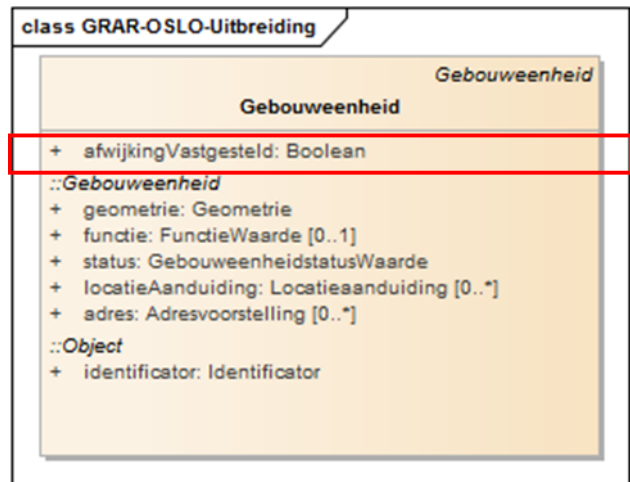 class GRAR-OSLO-Uitbreiding
Gebouweenheid
Gebouweenheid
+ afwijkingVastgesteld: Boolean
::Gebouweenheid
+ geometrie: Geometrie
+ functie: FunctieWaarde [0..1]
+ status: GebouweenheidstatusWaarde
+ locatieAanduiding: Locatieaanduiding [0..*]
+ adres: Adresvoorstelling [0..*]
::Object
+ identificator: Identificator